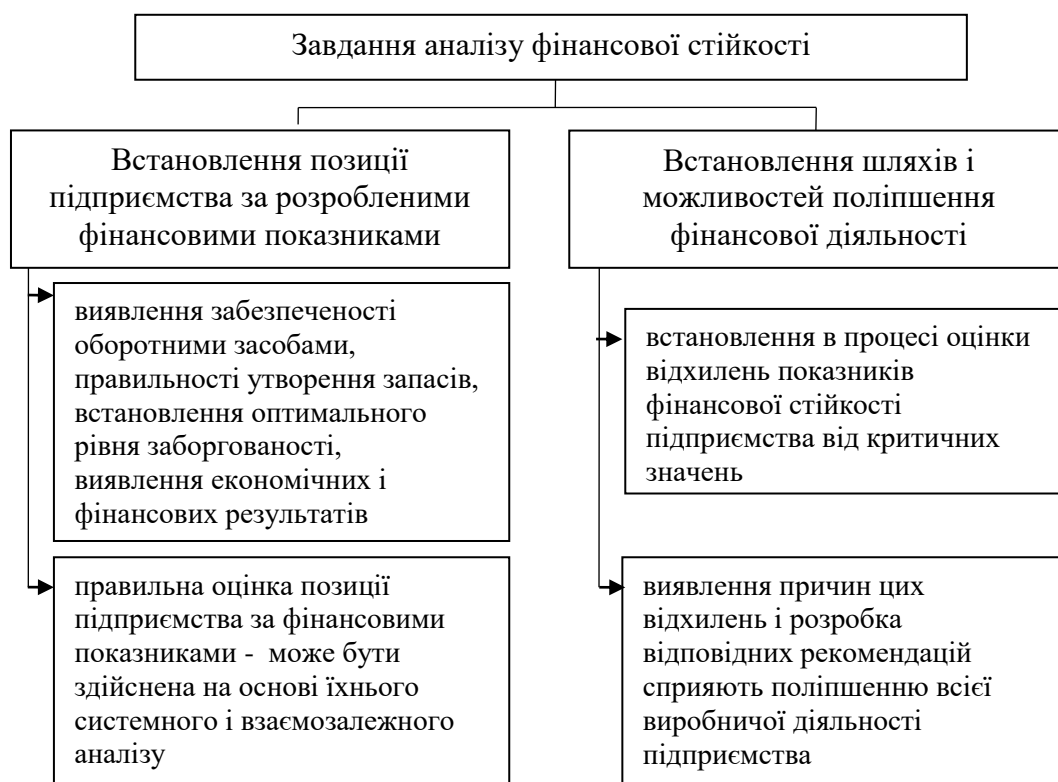 Завдання аналізу фінансової стійкості
Встановлення позиції
підприємства за розробленими
фінансовими показниками
виявлення забезпеченості
оборотними засобами,
правильності утворення запасів,
встановлення оптимального
рівня заборгованості,
виявлення економічних і
фінансових результатів
правильна оцінка позиції
підприємства за фінансовими
показниками - може бути
здійснена на основі їхнього
системного і взаємозалежного
аналізу
Встановлення шляхів і
можливостей поліпшення
фінансової діяльності
встановлення в процесі оцінки
відхилень показників
фінансової стійкості
підприємства від критичних
значень
виявлення причин цих
відхилень і розробка
відповідних рекомендацій
сприяють поліпшенню всієї
виробничої діяльності
підприємства